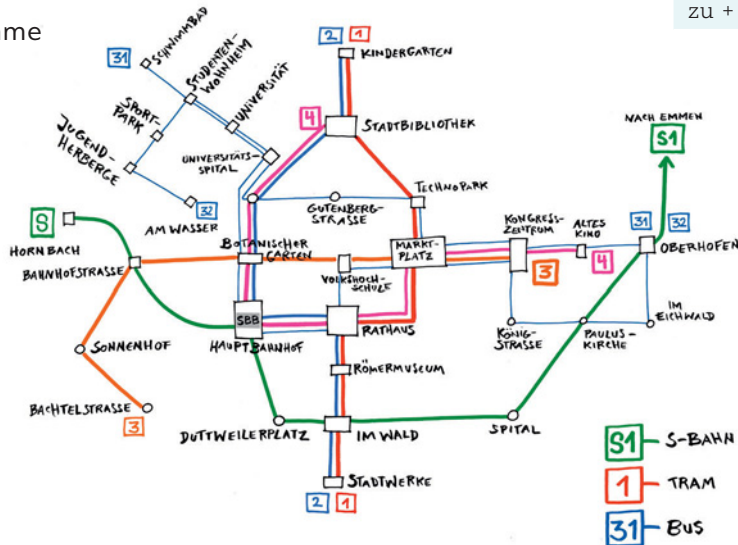 zu +
me
2 1
KINDERGARTEN
31
SCHWIMMBAD
STUDENTEN-
WOHNHEIM
UNIVERSITÄT
SPORT-
PARK
JUGEND-
HERBERGE
UNIVERSITÄTS-
SPITAL
32
AM WASSER
4
STADTBIBLIOTHEK
NACH EMMEN
S1
GUTENBERG-
STRASSE
TECHNOPARK
KONGRESS-
ZENTRUM
ALTES
KINO
31 32
OBERHOFEN
S
HORNBACH
BAHNHOFSTRASSE
BOTANISCHER
GARTEN
VOLKSHOCH-
SCHULE
MARKT-
PLATZ
3
4
SBB
HAUPTBAHNHOF
RATHAUS
KÖNIG-
STRASSE
PAULUS-
KIRCHE
IM
EICHWALD
SONNENHOF
RÖMERMUSEUM
BACHTELSTRASSE
3
DUTTWEILERPLATZ
IM WALD
SPITAL
STADTWERKE
2 1
S1 S-BAHN
1 TRAM
31 BUS